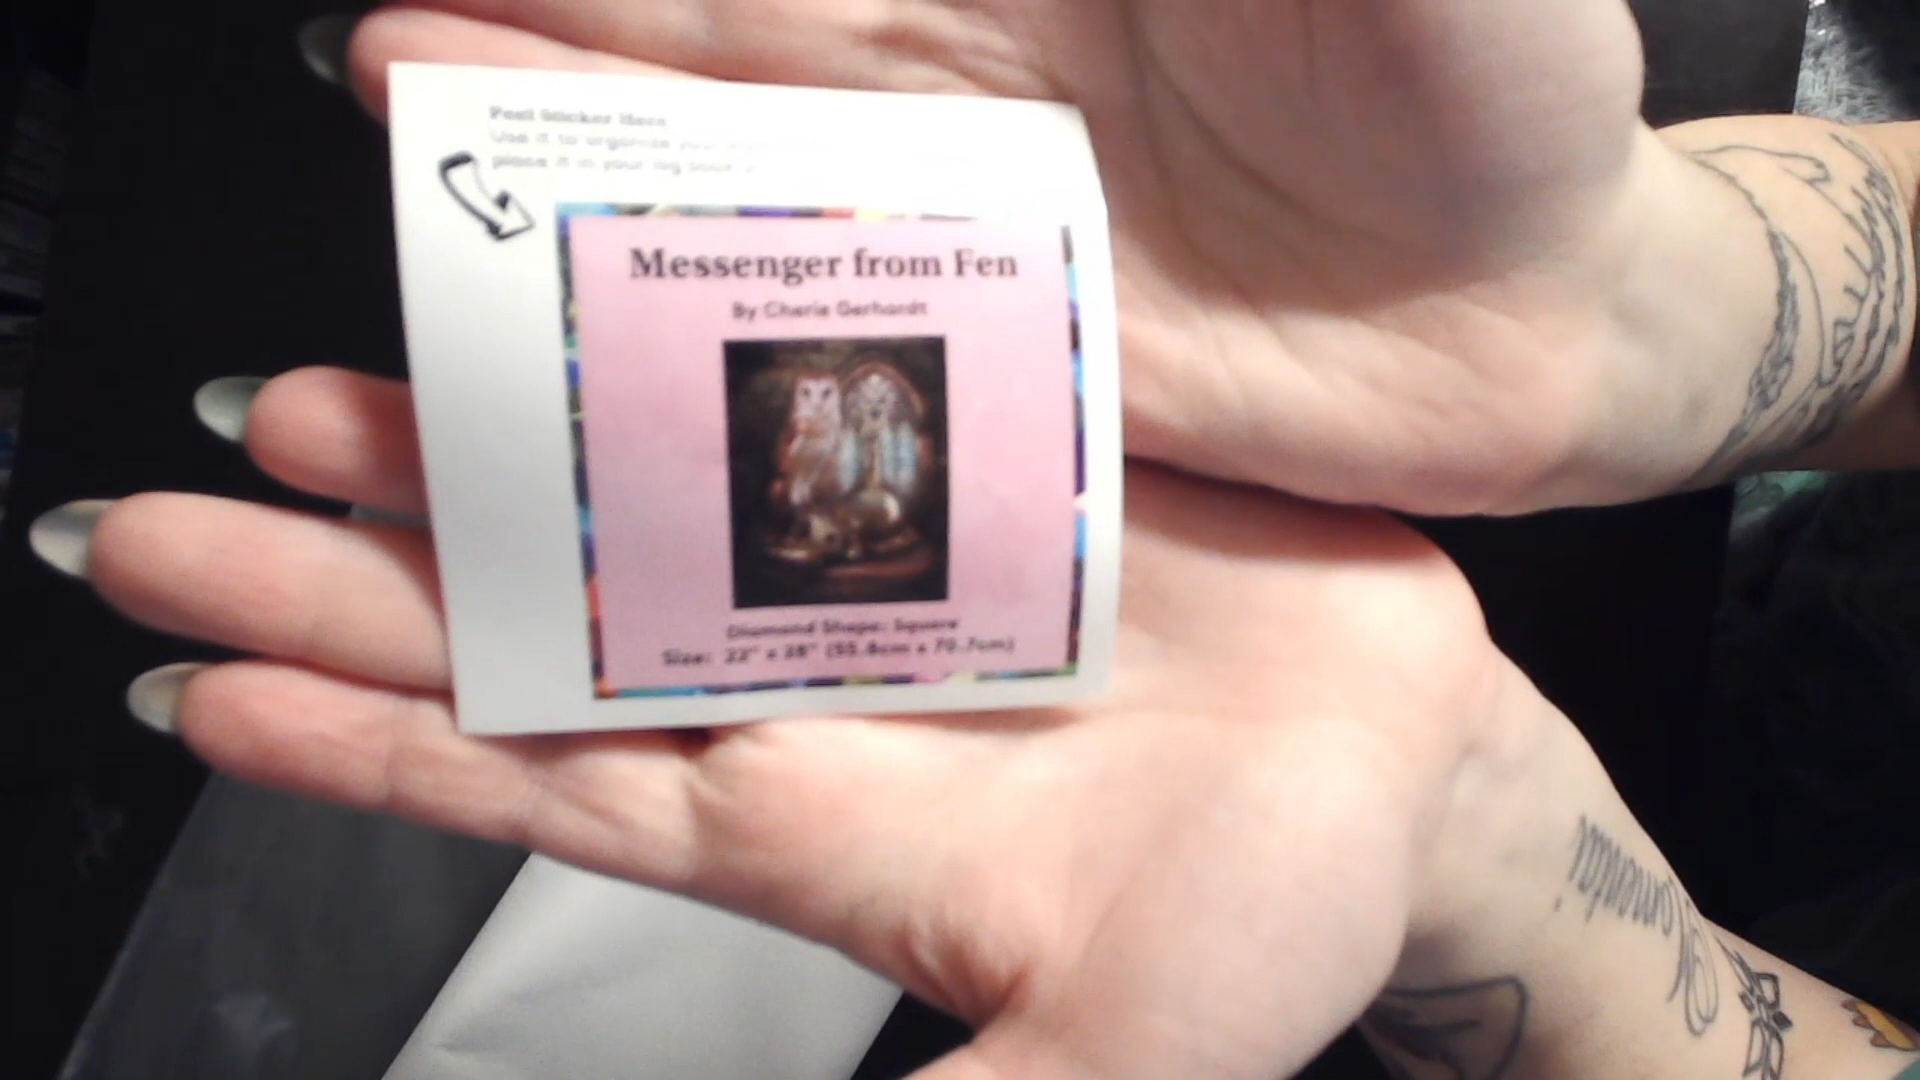 Peel Sticker Here
Use it to organize your
place it in your log book
Messenger from Fen
By Cherie Gerhardt
Diamond Shape: Square
Size: 22" x 28" (55.8cm x 70.7cm)